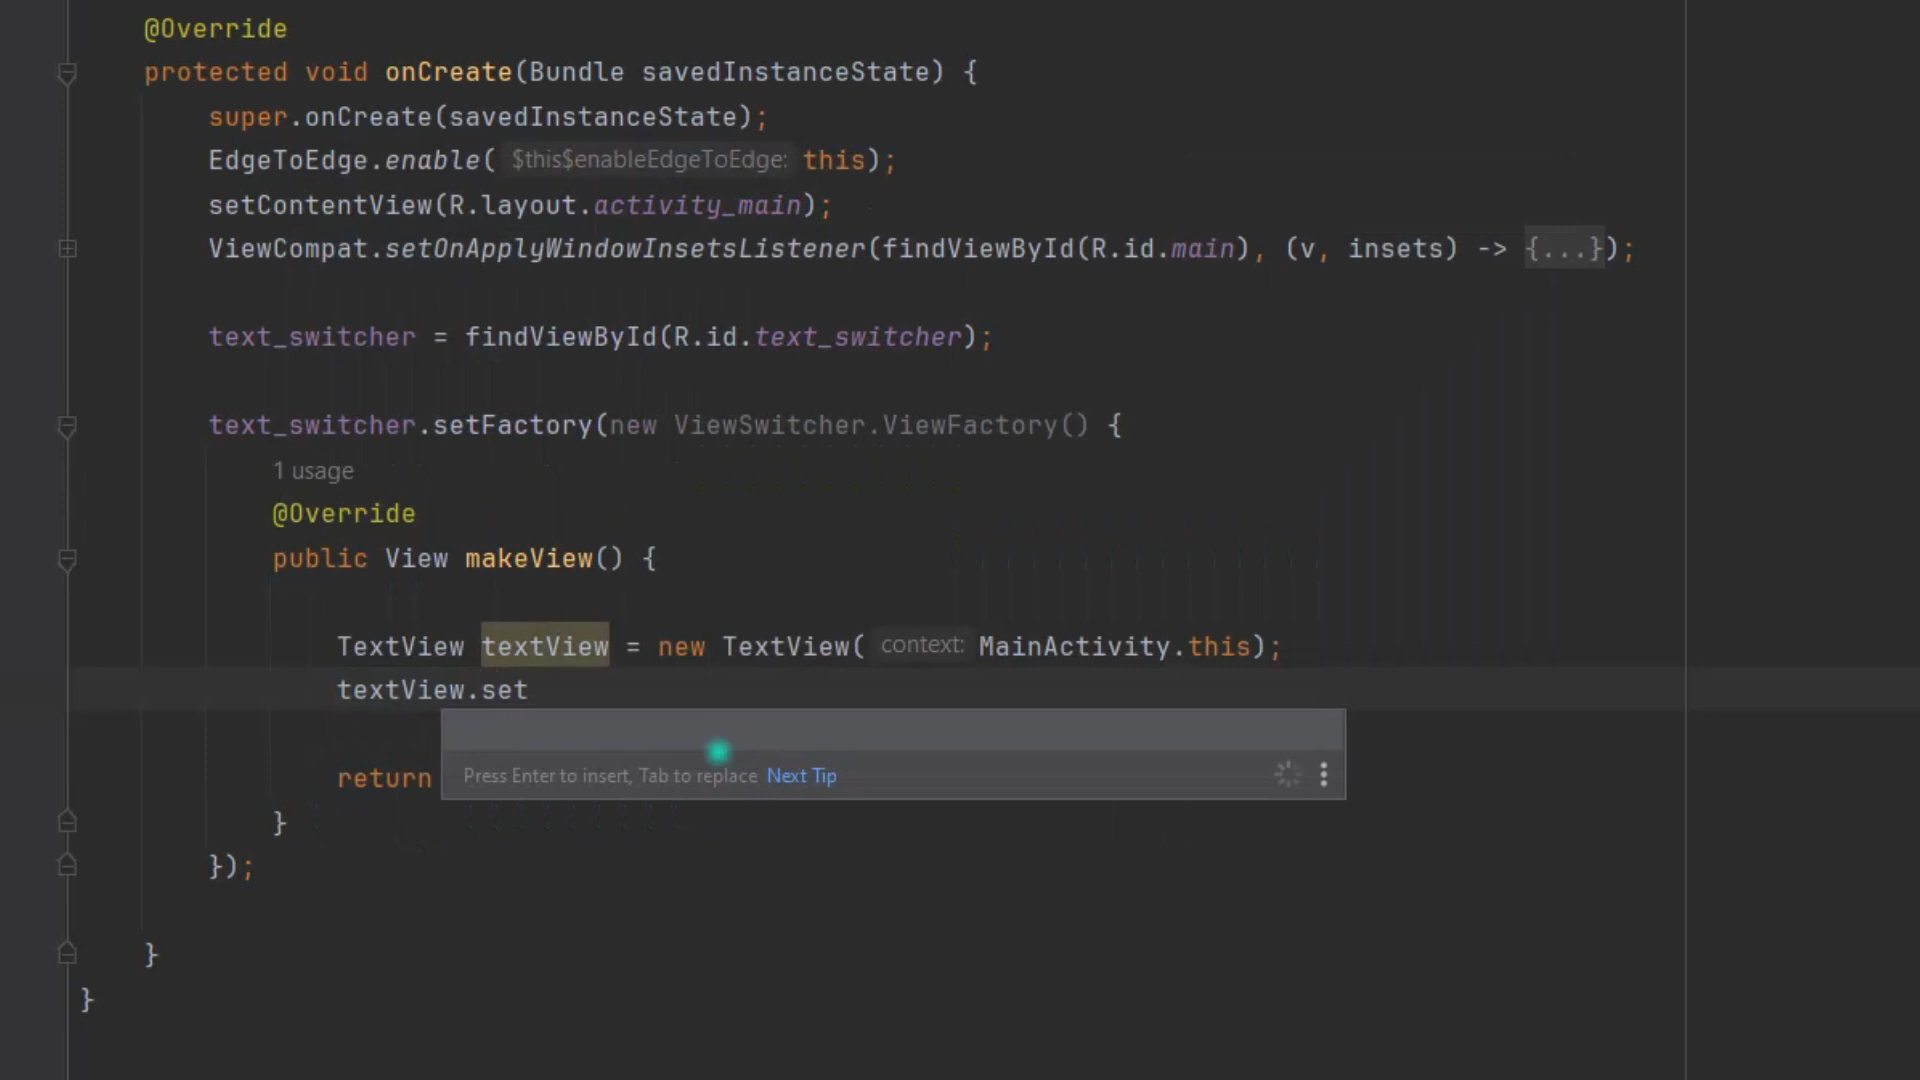 @Override
protected void onCreate(Bundle savedInstanceState) {
super.onCreate(savedInstanceState);
EdgeToEdge.enable( $this$enableEdgeToEdge: this);
setContentView(R.layout.activity_main);
ViewCompat.setOnApplyWindowInsetsListener(findViewById(R.id.main), (v, insets) -> {...});
text_switcher = findViewById(R.id.text_switcher);
text_switcher.setFactory(new ViewSwitcher.ViewFactory() {
1 usage
@Override
public View makeView() {
TextView textView = new TextView( context: MainActivity.this);
textView.set
Press Enter to insert, Tab to replace Next Tip
return
}
});
}
}